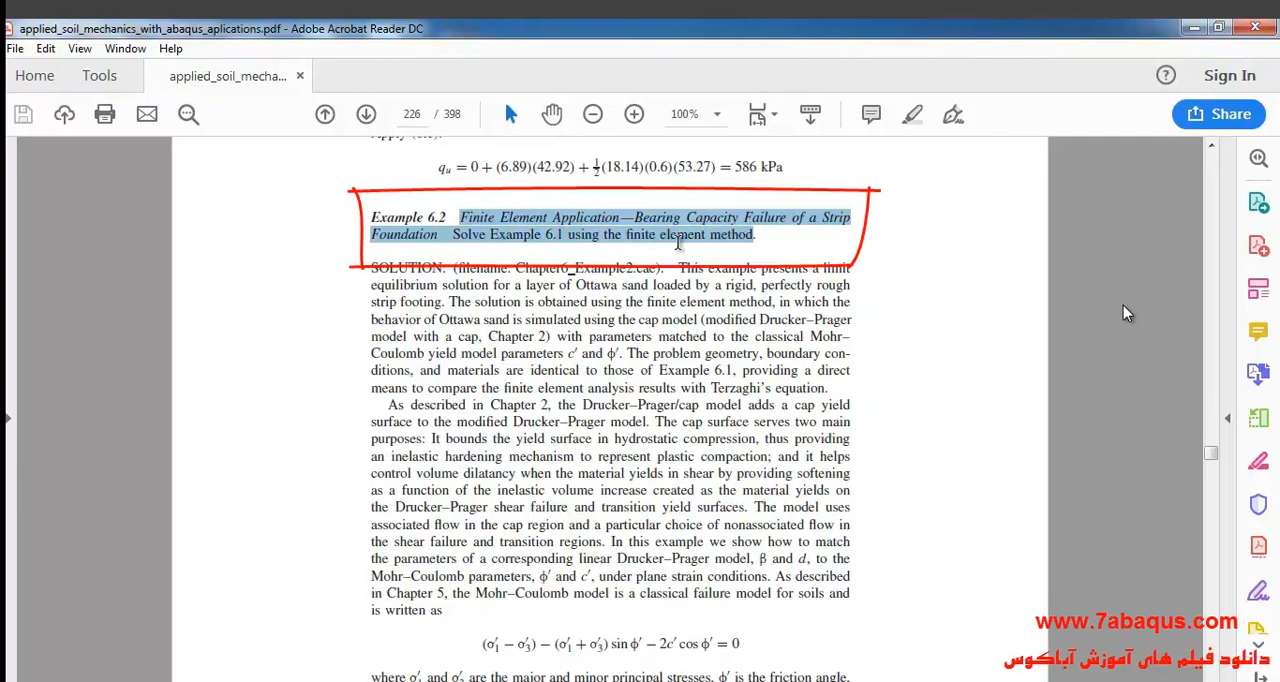 applied_soil_mechanics_with_abaqus_aplications.pdf - Adobe Acrobat Reader DC
File Edit View Window Help
Home Tools applied_soil_mecha... × Sign In
226 / 398 100% Share
q_u = 0 + (6.89)(42.92) + ½(18.14)(0.6)(53.27) = 586 kPa
Example 6.2 Finite Element Application—Bearing Capacity Failure of a Strip
Foundation Solve Example 6.1 using the finite element method.
SOLUTION: (filename: Chapter6_Example2.cae). This example presents a limit
equilibrium solution for a layer of Ottawa sand loaded by a rigid, perfectly rough
strip footing. The solution is obtained using the finite element method, in which the
behavior of Ottawa sand is simulated using the cap model (modified Drucker–Prager
model with a cap, Chapter 2) with parameters matched to the classical Mohr–
Coulomb yield model parameters c′ and ϕ′. The problem geometry, boundary con-
ditions, and materials are identical to those of Example 6.1, providing a direct
means to compare the finite element analysis results with Terzaghi's equation.
As described in Chapter 2, the Drucker–Prager/cap model adds a cap yield
surface to the modified Drucker–Prager model. The cap surface serves two main
purposes: It bounds the yield surface in hydrostatic compression, thus providing
an inelastic hardening mechanism to represent plastic compaction; and it helps
control volume dilatancy when the material yields in shear by providing softening
as a function of the inelastic volume increase created as the material yields on
the Drucker–Prager shear failure and transition yield surfaces. The model uses
associated flow in the cap region and a particular choice of nonassociated flow in
the shear failure and transition regions. In this example we show how to match
the parameters of a corresponding linear Drucker–Prager model, β and d, to the
Mohr–Coulomb parameters, ϕ′ and c′, under plane strain conditions. As described
in Chapter 5, the Mohr–Coulomb model is a classical failure model for soils and
is written as
(σ′₁ − σ′₃) − (σ′₁ + σ′₃) sin ϕ′ − 2c′ cos ϕ′ = 0
where σ′₁ and σ′₃ are the major and minor principal stresses, ϕ′ is the friction angle,
www.7abaqus.com
دانلود فیلم های آموزش آباکوس